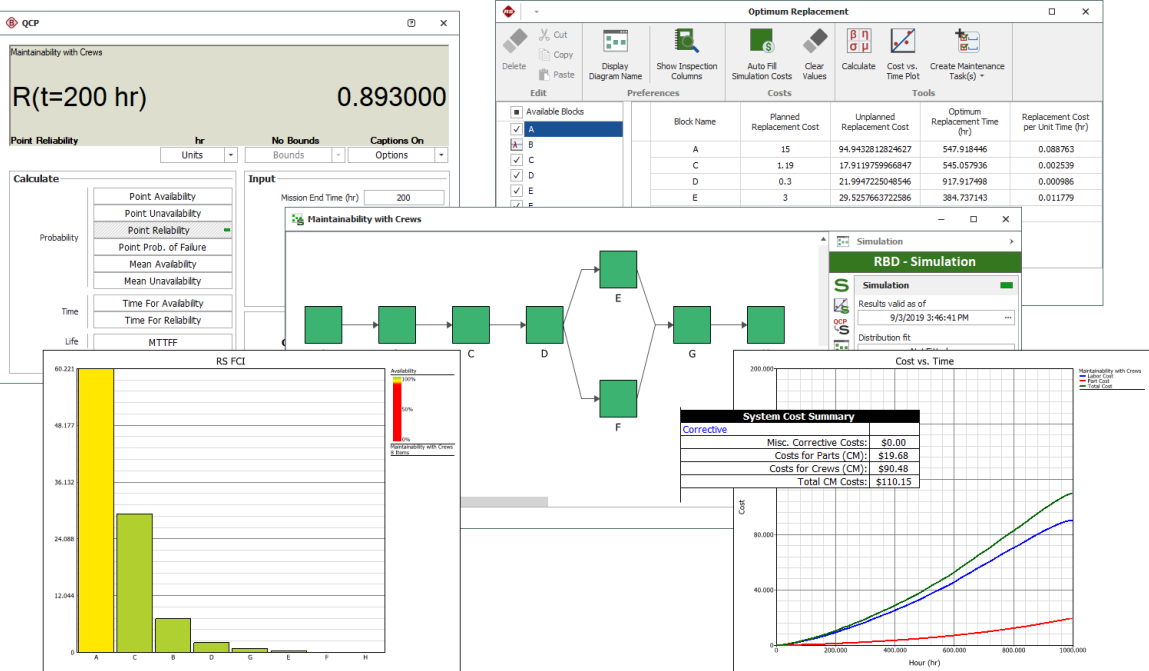 QCP
Maintainability with Crews
R(t=200 hr) 0.893000
Point Reliability hr No Bounds Captions On
Units Bounds Options
Calculate
Probability
Point Availability
Point Unavailability
Point Reliability
Point Prob. of Failure
Mean Availability
Mean Unavailability
Time
Time For Availability
Time For Reliability
Life
MTTFF
Input
Mission End Time (hr) 200
Optimum Replacement
Delete
Cut
Copy
Paste
Edit
Display Diagram Name
Show Inspection Columns
Preferences
Auto Fill Simulation Costs
Clear Values
Costs
β η
σ μ
Calculate
Cost vs. Time Plot
Create Maintenance Task(s)
Tools
Available Blocks
A
B
C
D
E
Block Name Planned Replacement Cost Unplanned Replacement Cost Optimum Replacement Time (hr) Replacement Cost per Unit Time (hr)
A 15 94.9432812824627 547.918446 0.088763
C 1.19 17.9119759966847 545.057936 0.002539
D 0.3 21.9947225048546 917.917498 0.000986
E 3 29.5257663722586 384.737143 0.011779
Maintainability with Crews
E
C D G
F
Simulation
RBD - Simulation
Simulation
Results valid as of
9/3/2019 3:46:41 PM
QCP
Distribution fit
RS FCI
60.221
48.177
36.132
24.088
12.044
0
A C B D G E F H
Availability
100%
50%
0%
Maintainability with Crews
8 Items
Cost vs. Time
200.000
80.000
40.000
0
Cost
0 200.000 400.000 600.000 800.000 1000.000
Hour (hr)
Maintainability with Crews
Labor Cost
Part Cost
Total Cost
System Cost Summary
Corrective
Misc. Corrective Costs: $0.00
Costs for Parts (CM): $19.68
Costs for Crews (CM): $90.48
Total CM Costs: $110.15